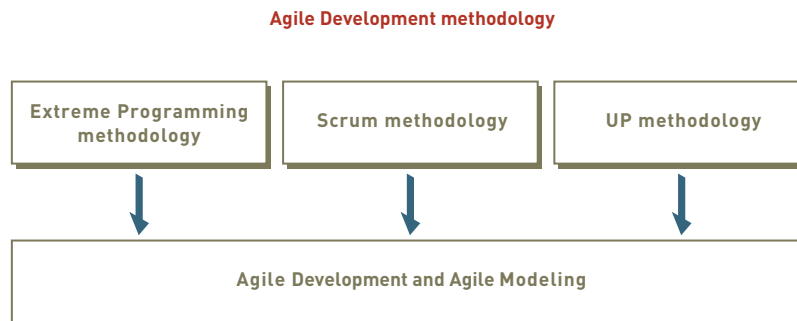 Agile Development methodology
Extreme Programming
methodology
Scrum methodology
UP methodology
Agile Development and Agile Modeling